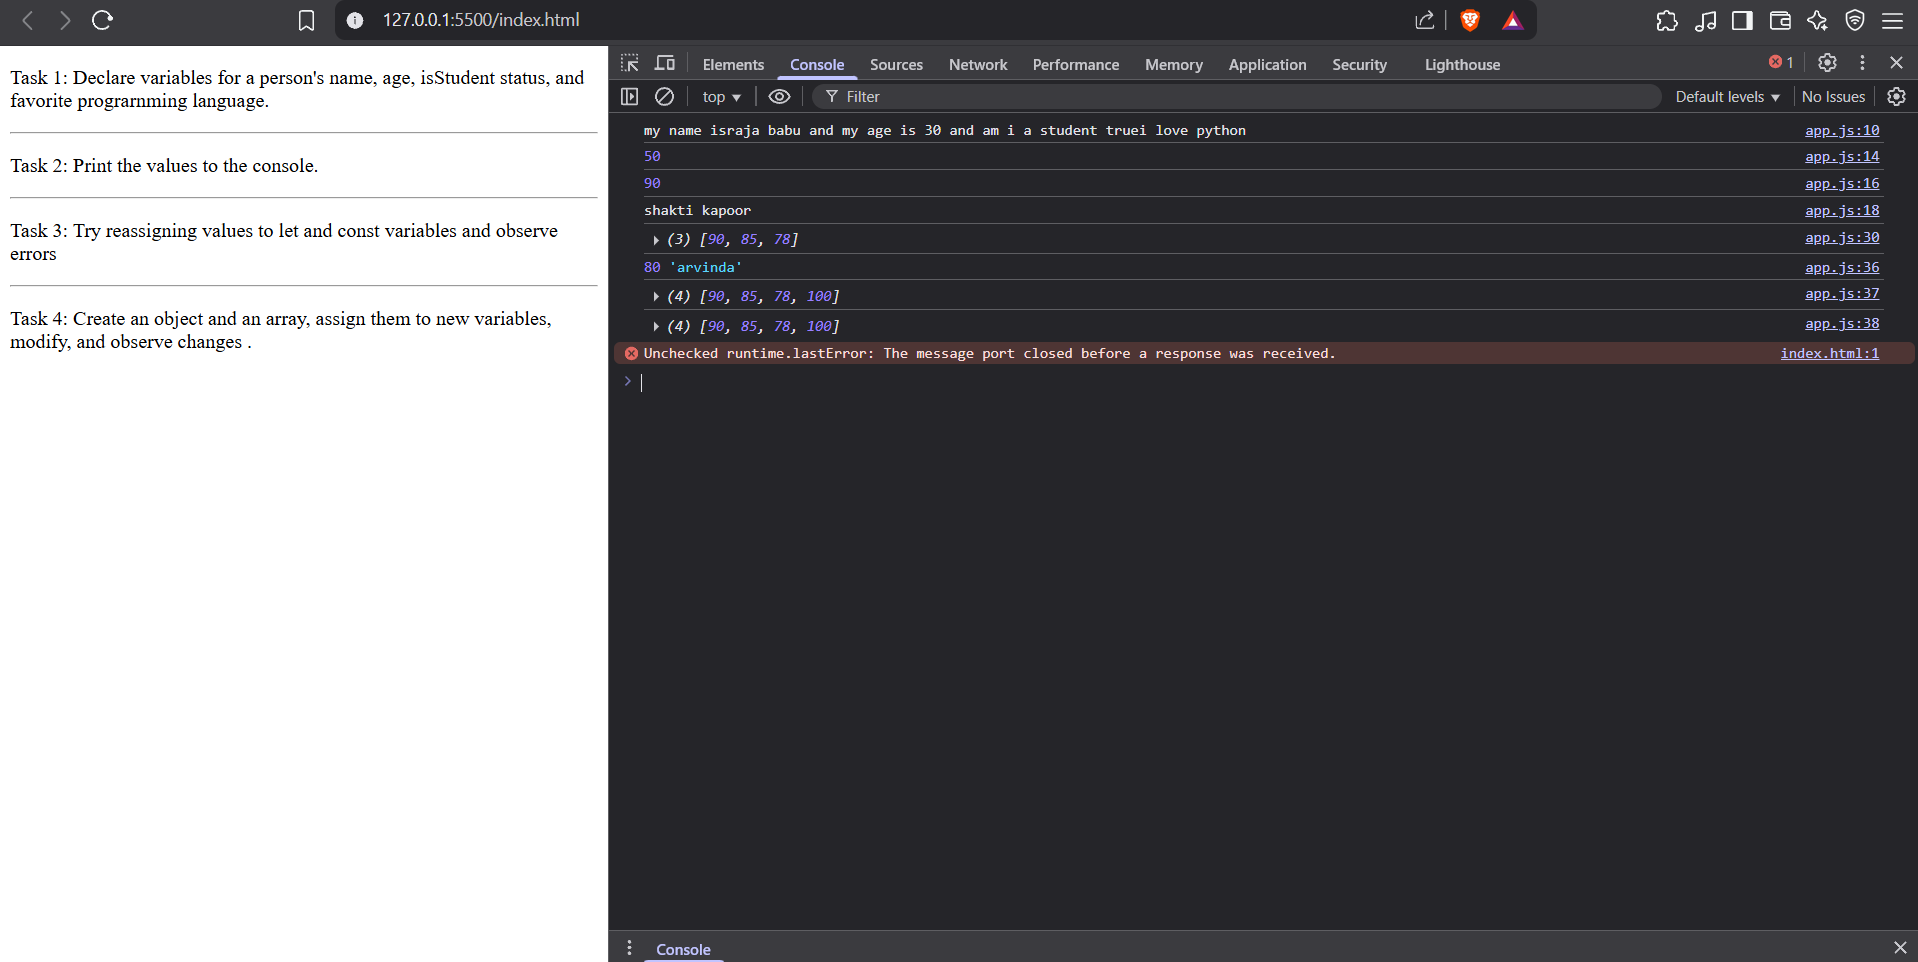 127.0.0.1:5500/index.html
Task 1: Declare variables for a person's name, age, isStudent status, and
favorite prograrnming language.
Task 2: Print the values to the console.
Task 3: Try reassigning values to let and const variables and observe
errors
Task 4: Create an object and an array, assign them to new variables,
modify, and observe changes .
Elements Console Sources Network Performance Memory Application Security Lighthouse 1
top Filter Default levels No Issues
my name israja babu and my age is 30 and am i a student truei love python app.js:10
50 app.js:14
90 app.js:16
shakti kapoor app.js:18
(3) [90, 85, 78] app.js:30
80 'arvinda' app.js:36
(4) [90, 85, 78, 100] app.js:37
(4) [90, 85, 78, 100] app.js:38
Unchecked runtime.lastError: The message port closed before a response was received. index.html:1
Console